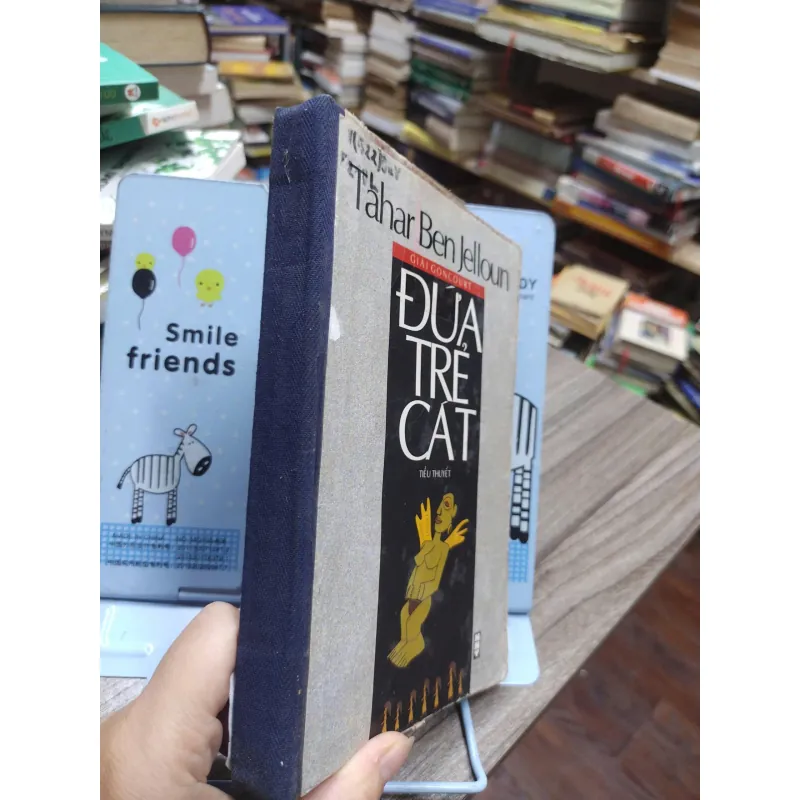 Tahar Ben Jelloun
GIẢI GONCOURT
ĐỨA
TRẺ
CÁT
TIỂU THUYẾT
Smile
friends